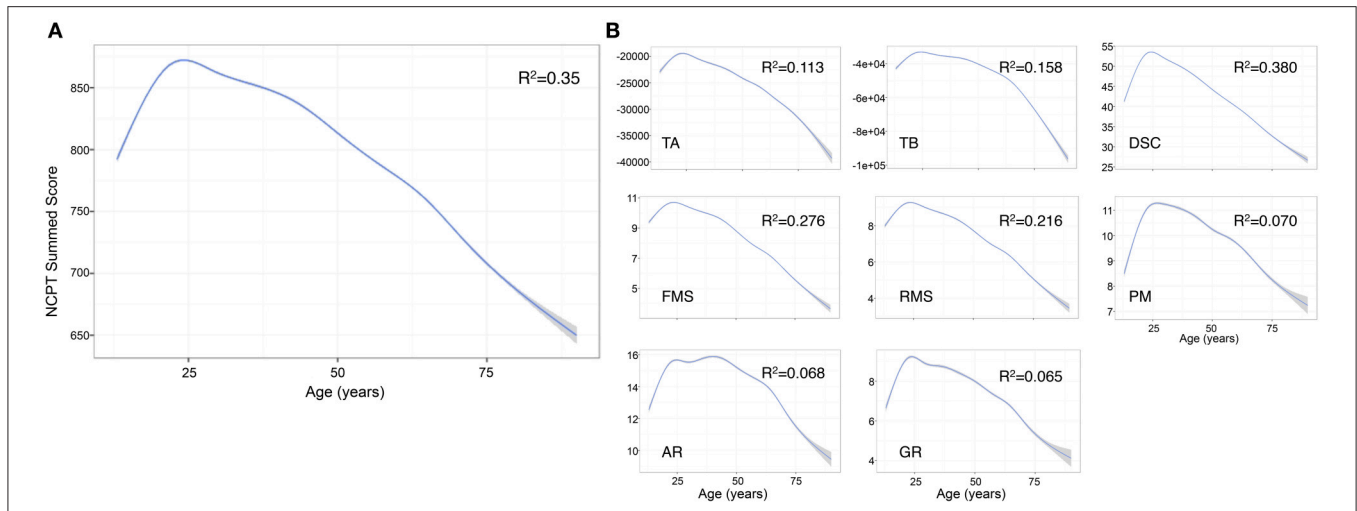 A
R²=0.35
850
800
750
700
650
NCPT Summed Score
25 50 75
Age (years)
B
-20000
-25000
-30000
-35000
-40000
R²=0.113
TA
-4e+04
-6e+04
-8e+04
-1e+05
R²=0.158
TB
55
50
45
40
35
30
25
R²=0.380
DSC
11
9
7
5
R²=0.276
FMS
8
6
4
R²=0.216
RMS
11
10
9
8
7
R²=0.070
PM
25 50 75
Age (years)
16
14
12
10
R²=0.068
AR
25 50 75
Age (years)
8
6
4
R²=0.065
GR
25 50 75
Age (years)